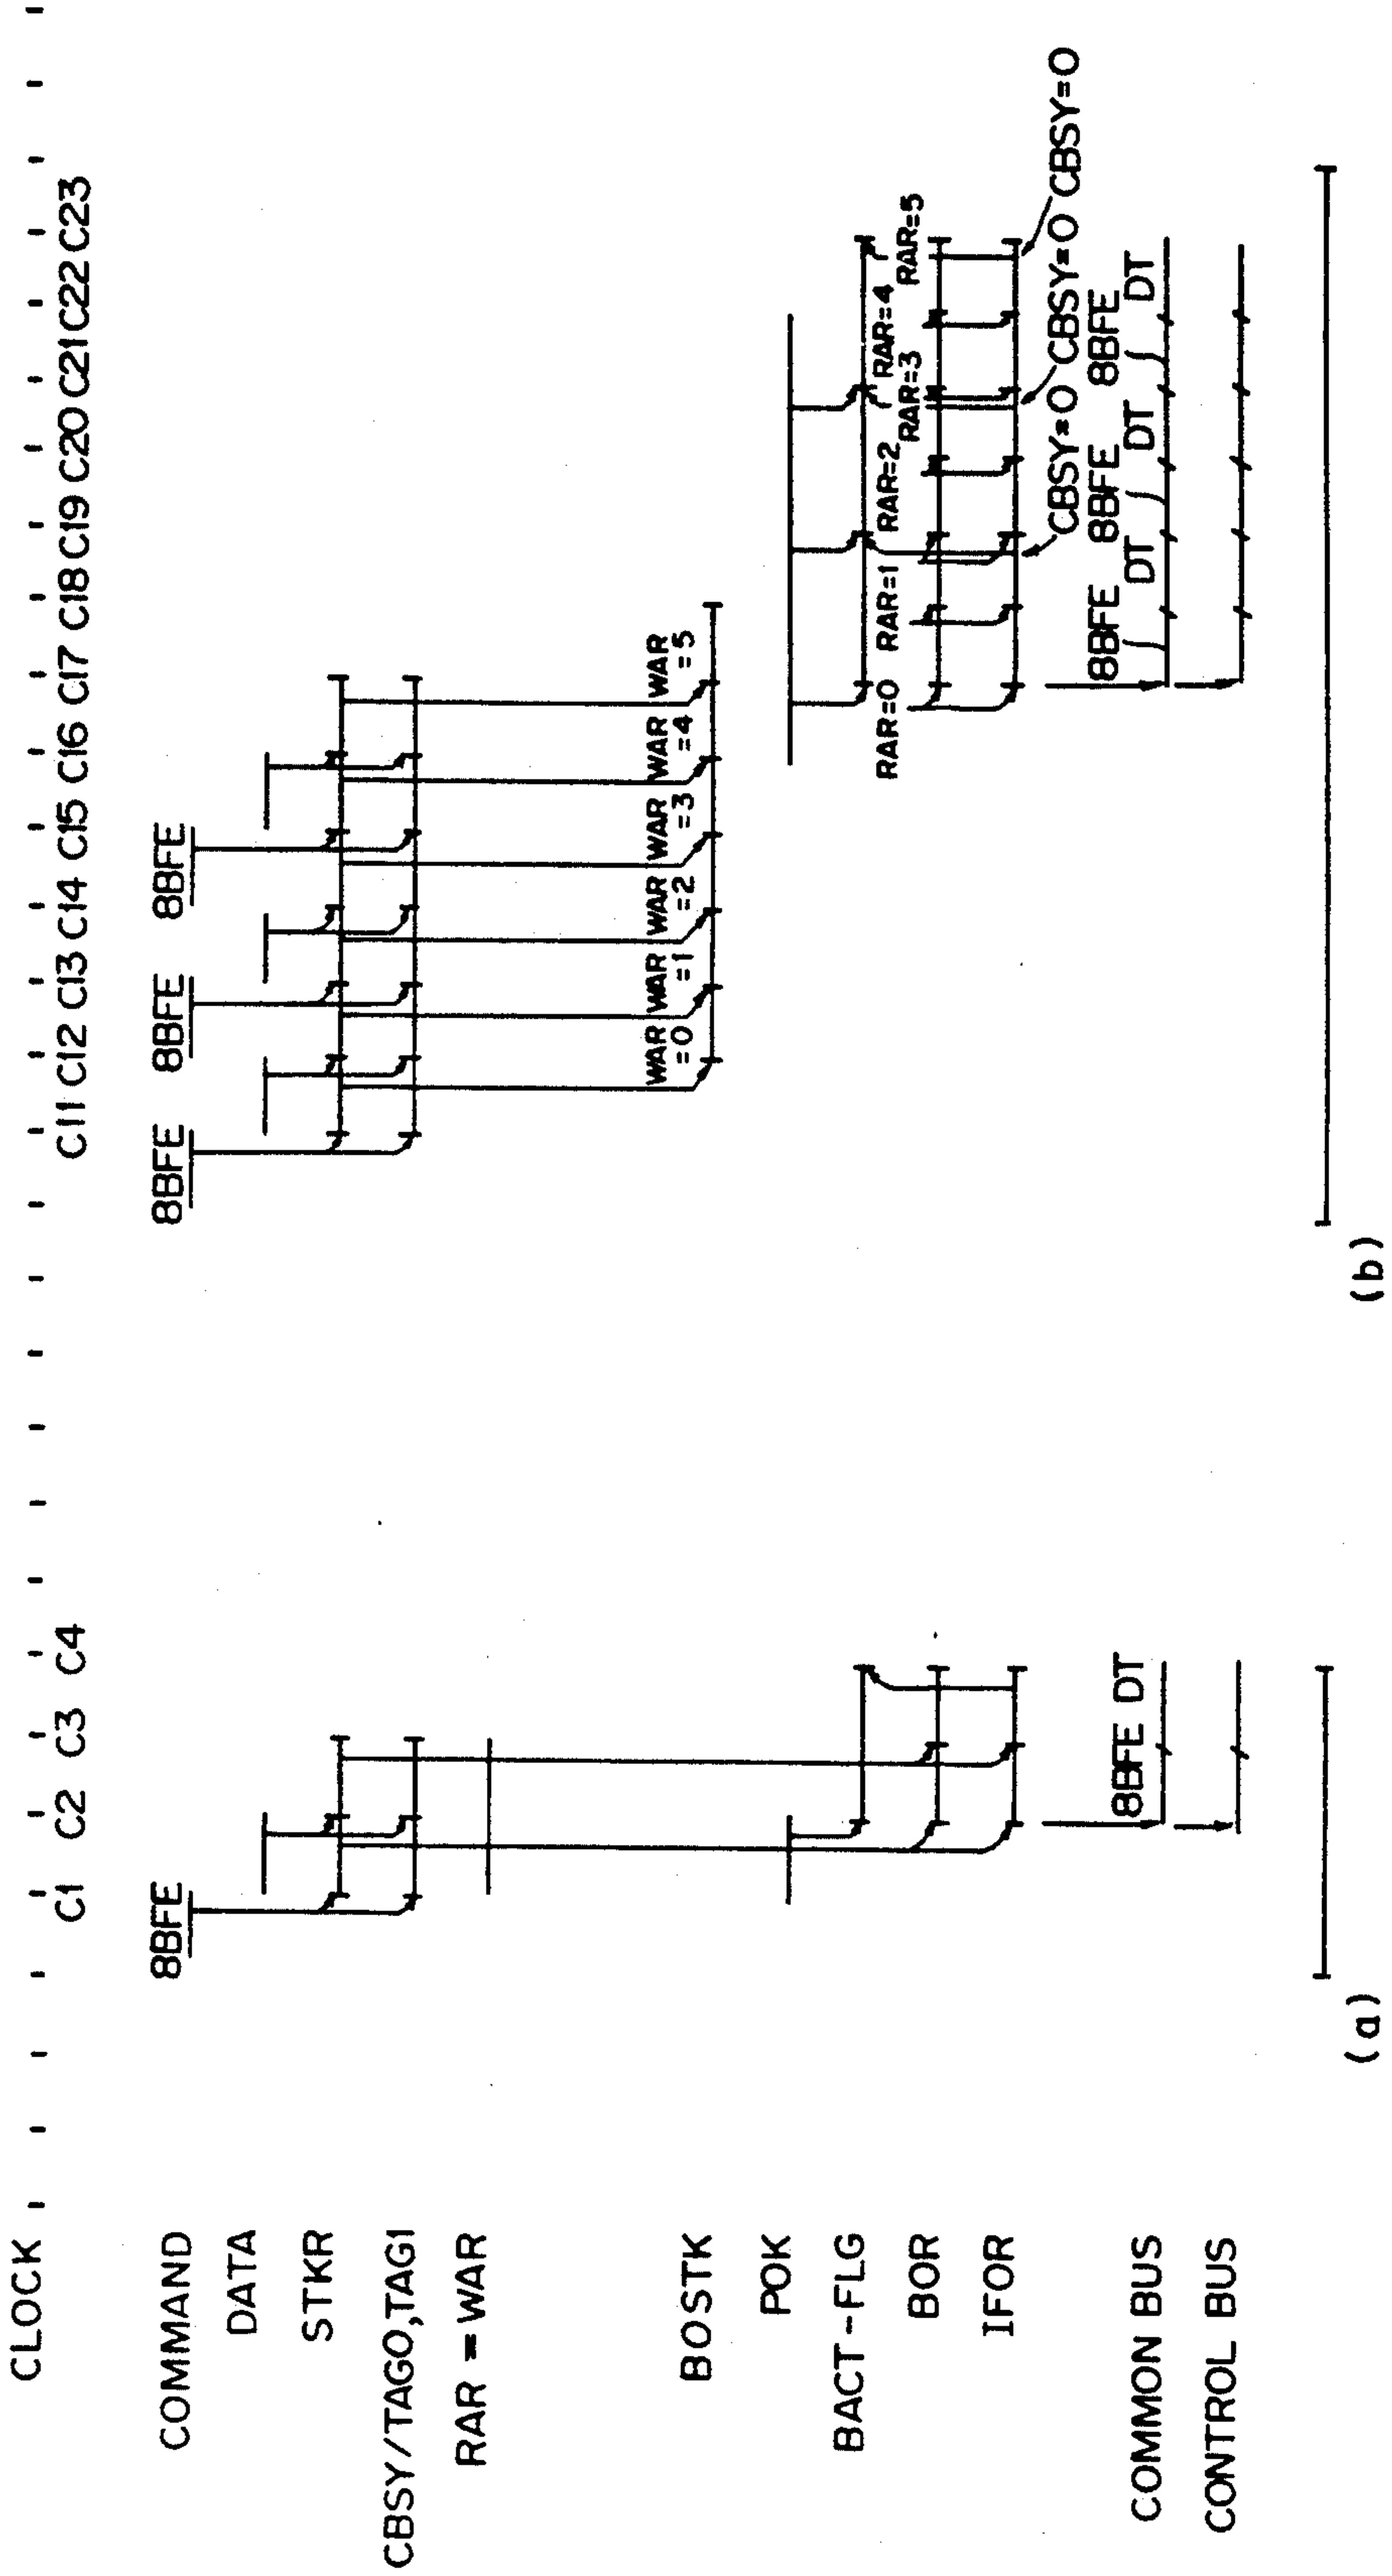 CLOCK
C1 C2 C3 C4
C11 C12 C13 C14 C15 C16 C17 C18 C19 C20 C21 C22 C23
COMMAND
8BFE
8BFE 8BFE 8BFE
DATA
STKR
CBSY/TAG0,TAG1
RAR = WAR
WAR =0 WAR =1 WAR =2 WAR =3 WAR =4 WAR =5
BOSTK
POK
BACT-FLG
RAR=0 RAR=1 RAR=2 RAR=3 RAR=4 RAR=5
BOR
IFOR
CBSY=0 CBSY=0 CBSY=0
8BFE DT
8BFE DT 8BFE DT 8BFE DT
COMMON BUS
CONTROL BUS
(a)
(b)